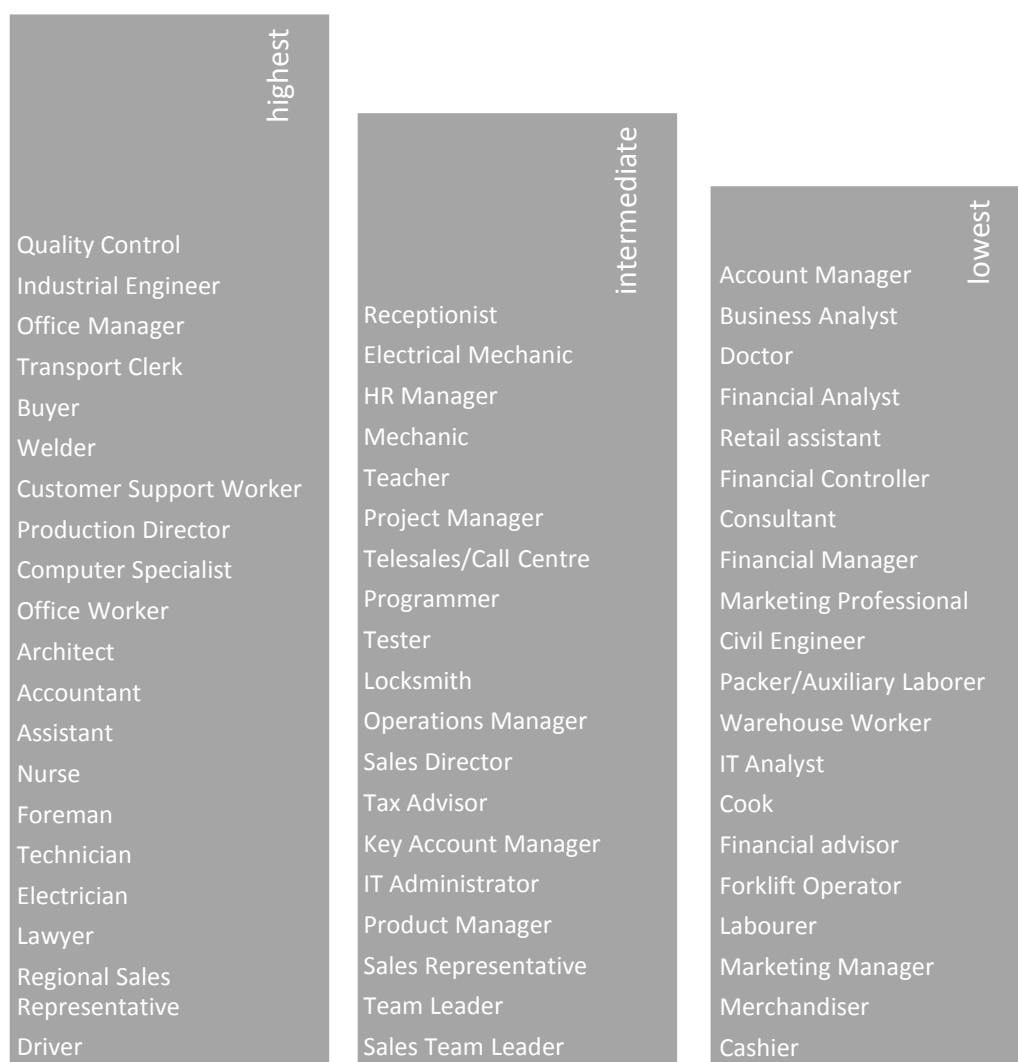 highest
Quality Control
Industrial Engineer
Office Manager
Transport Clerk
Buyer
Welder
Customer Support Worker
Production Director
Computer Specialist
Office Worker
Architect
Accountant
Assistant
Nurse
Foreman
Technician
Electrician
Lawyer
Regional Sales
Representative
Driver
intermediate
Receptionist
Electrical Mechanic
HR Manager
Mechanic
Teacher
Project Manager
Telesales/Call Centre
Programmer
Tester
Locksmith
Operations Manager
Sales Director
Tax Advisor
Key Account Manager
IT Administrator
Product Manager
Sales Representative
Team Leader
Sales Team Leader
lowest
Account Manager
Business Analyst
Doctor
Financial Analyst
Retail assistant
Financial Controller
Consultant
Financial Manager
Marketing Professional
Civil Engineer
Packer/Auxiliary Laborer
Warehouse Worker
IT Analyst
Cook
Financial advisor
Forklift Operator
Labourer
Marketing Manager
Merchandiser
Cashier